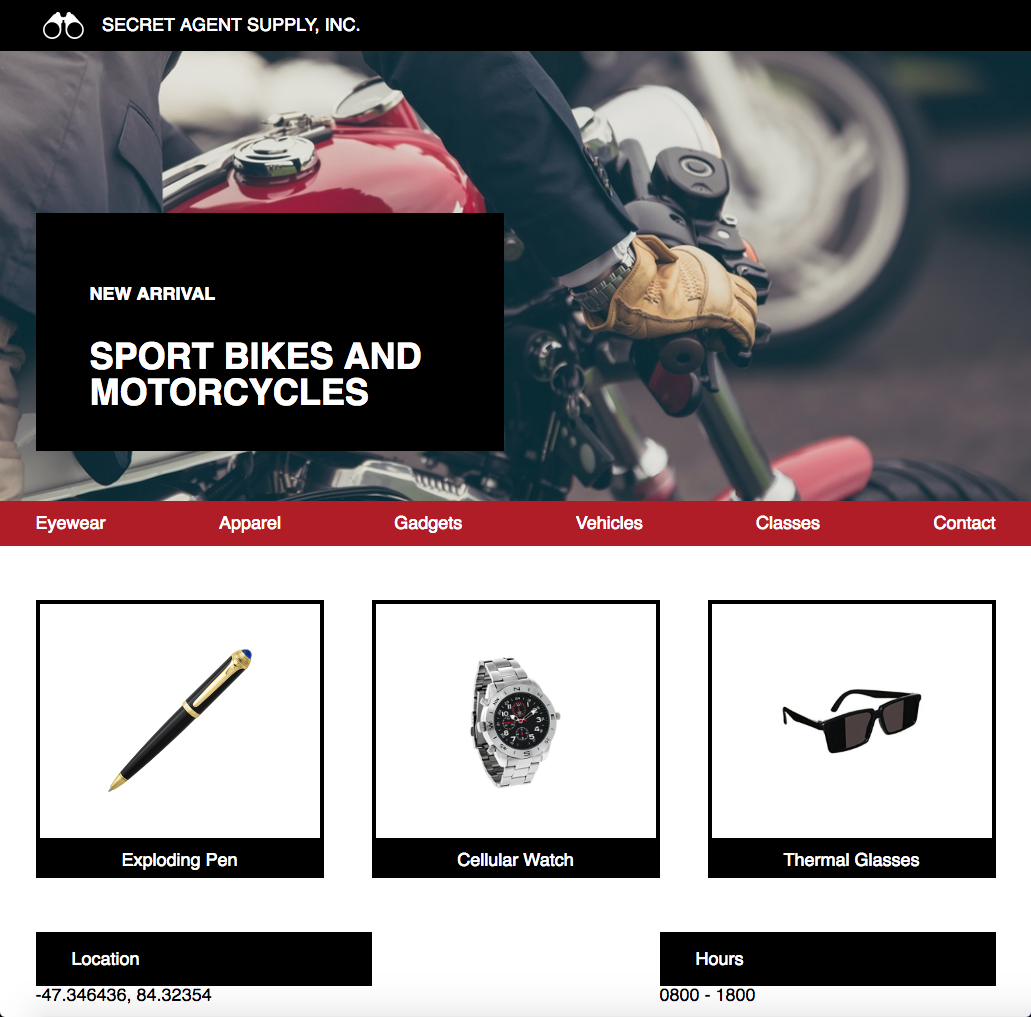 SECRET AGENT SUPPLY, INC.
NEW ARRIVAL
SPORT BIKES AND
MOTORCYCLES
Eyewear
Apparel
Gadgets
Vehicles
Classes
Contact
Exploding Pen
Cellular Watch
Thermal Glasses
Location
Hours
-47.346436, 84.32354
0800 - 1800